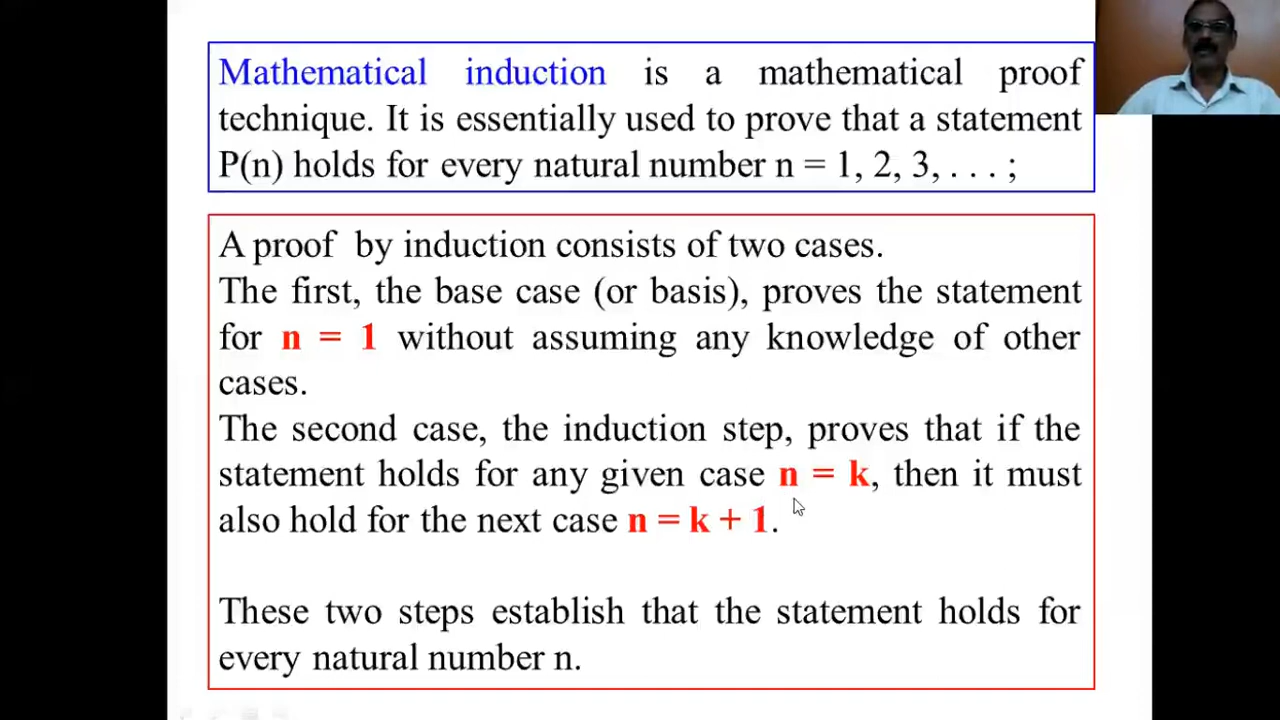 Mathematical induction is a mathematical proof
technique. It is essentially used to prove that a statement
P(n) holds for every natural number n = 1, 2, 3, . . . ;
A proof by induction consists of two cases.
The first, the base case (or basis), proves the statement
for n = 1 without assuming any knowledge of other
cases.
The second case, the induction step, proves that if the
statement holds for any given case n = k, then it must
also hold for the next case n = k + 1.
These two steps establish that the statement holds for
every natural number n.